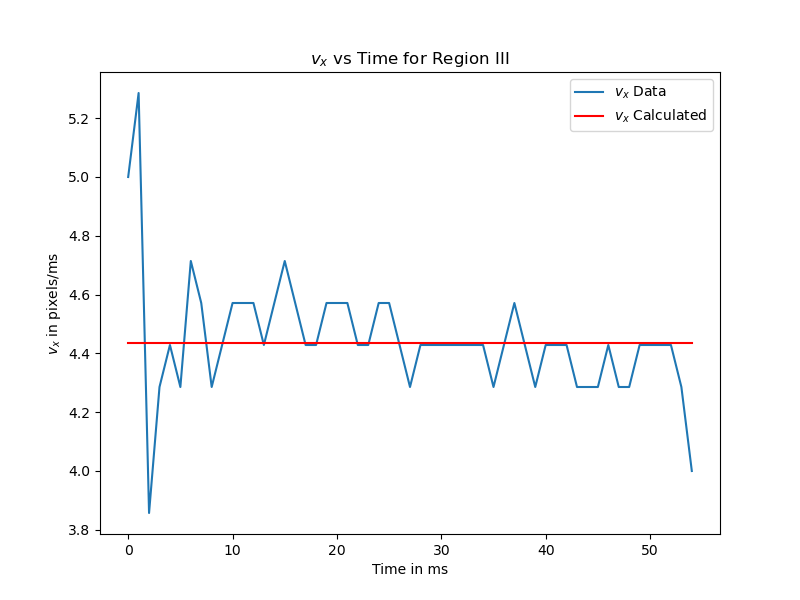 v_x vs Time for Region III
v_x Data
v_x Calculated
5.2
5.0
4.8
4.6
4.4
4.2
4.0
3.8
v_x in pixels/ms
0 10 20 30 40 50
Time in ms